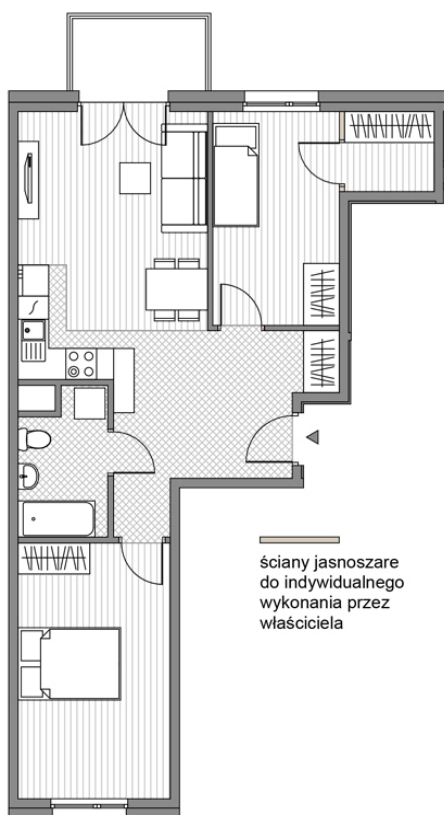 ściany jasnoszare
do indywidualnego
wykonania przez
właściciela